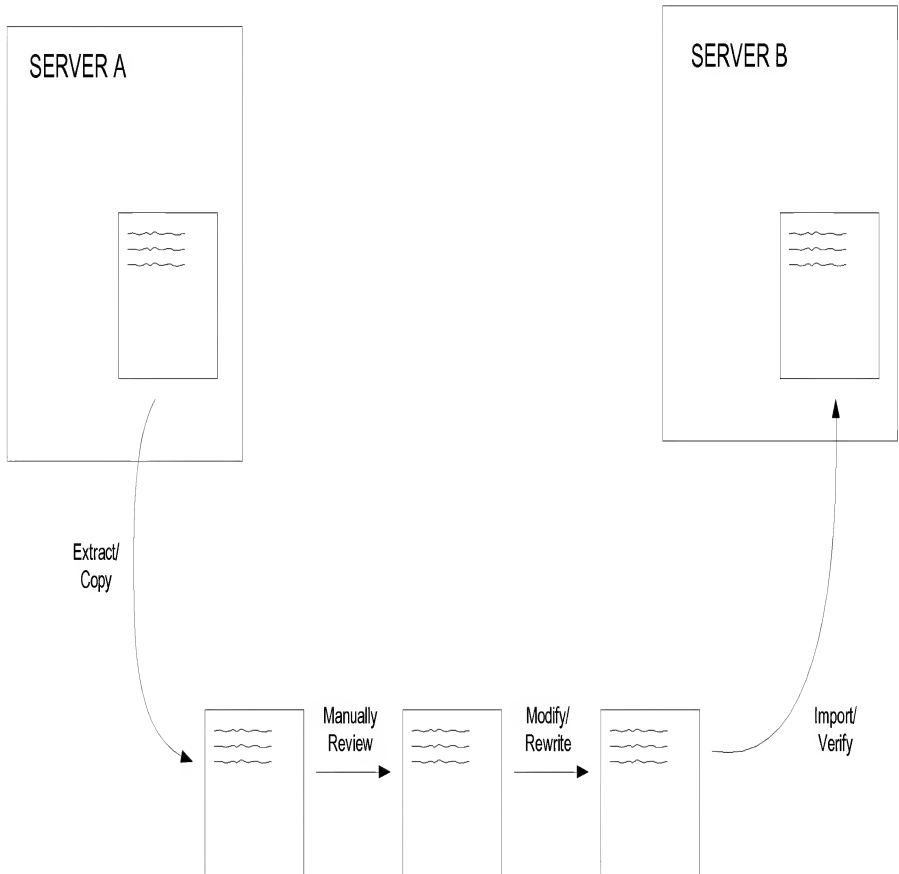 SERVER A
SERVER B
Extract/
Copy
Manually
Review
Modify/
Rewrite
Import/
Verify